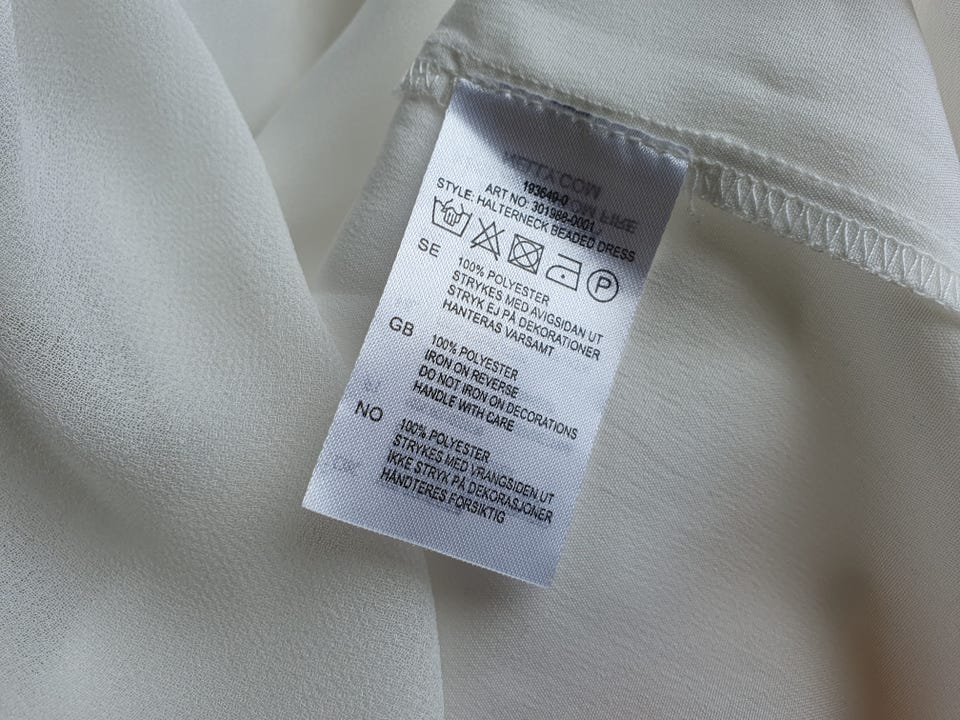 193649-0
ART NO: 301988-0001
STYLE: HALTERNECK BEADED DRESS
P
SE
100% POLYESTER
STRYKES MED AVIGSIDAN UT
STRYK EJ PÅ DEKORATIONER
HANTERAS VARSAMT
GB
100% POLYESTER
IRON ON REVERSE
DO NOT IRON ON DECORATIONS
HANDLE WITH CARE
NO
100% POLYESTER
STRYKES MED VRANGSIDEN UT
IKKE STRYK PÅ DEKORASJONER
HÅNDTERES FORSIKTIG